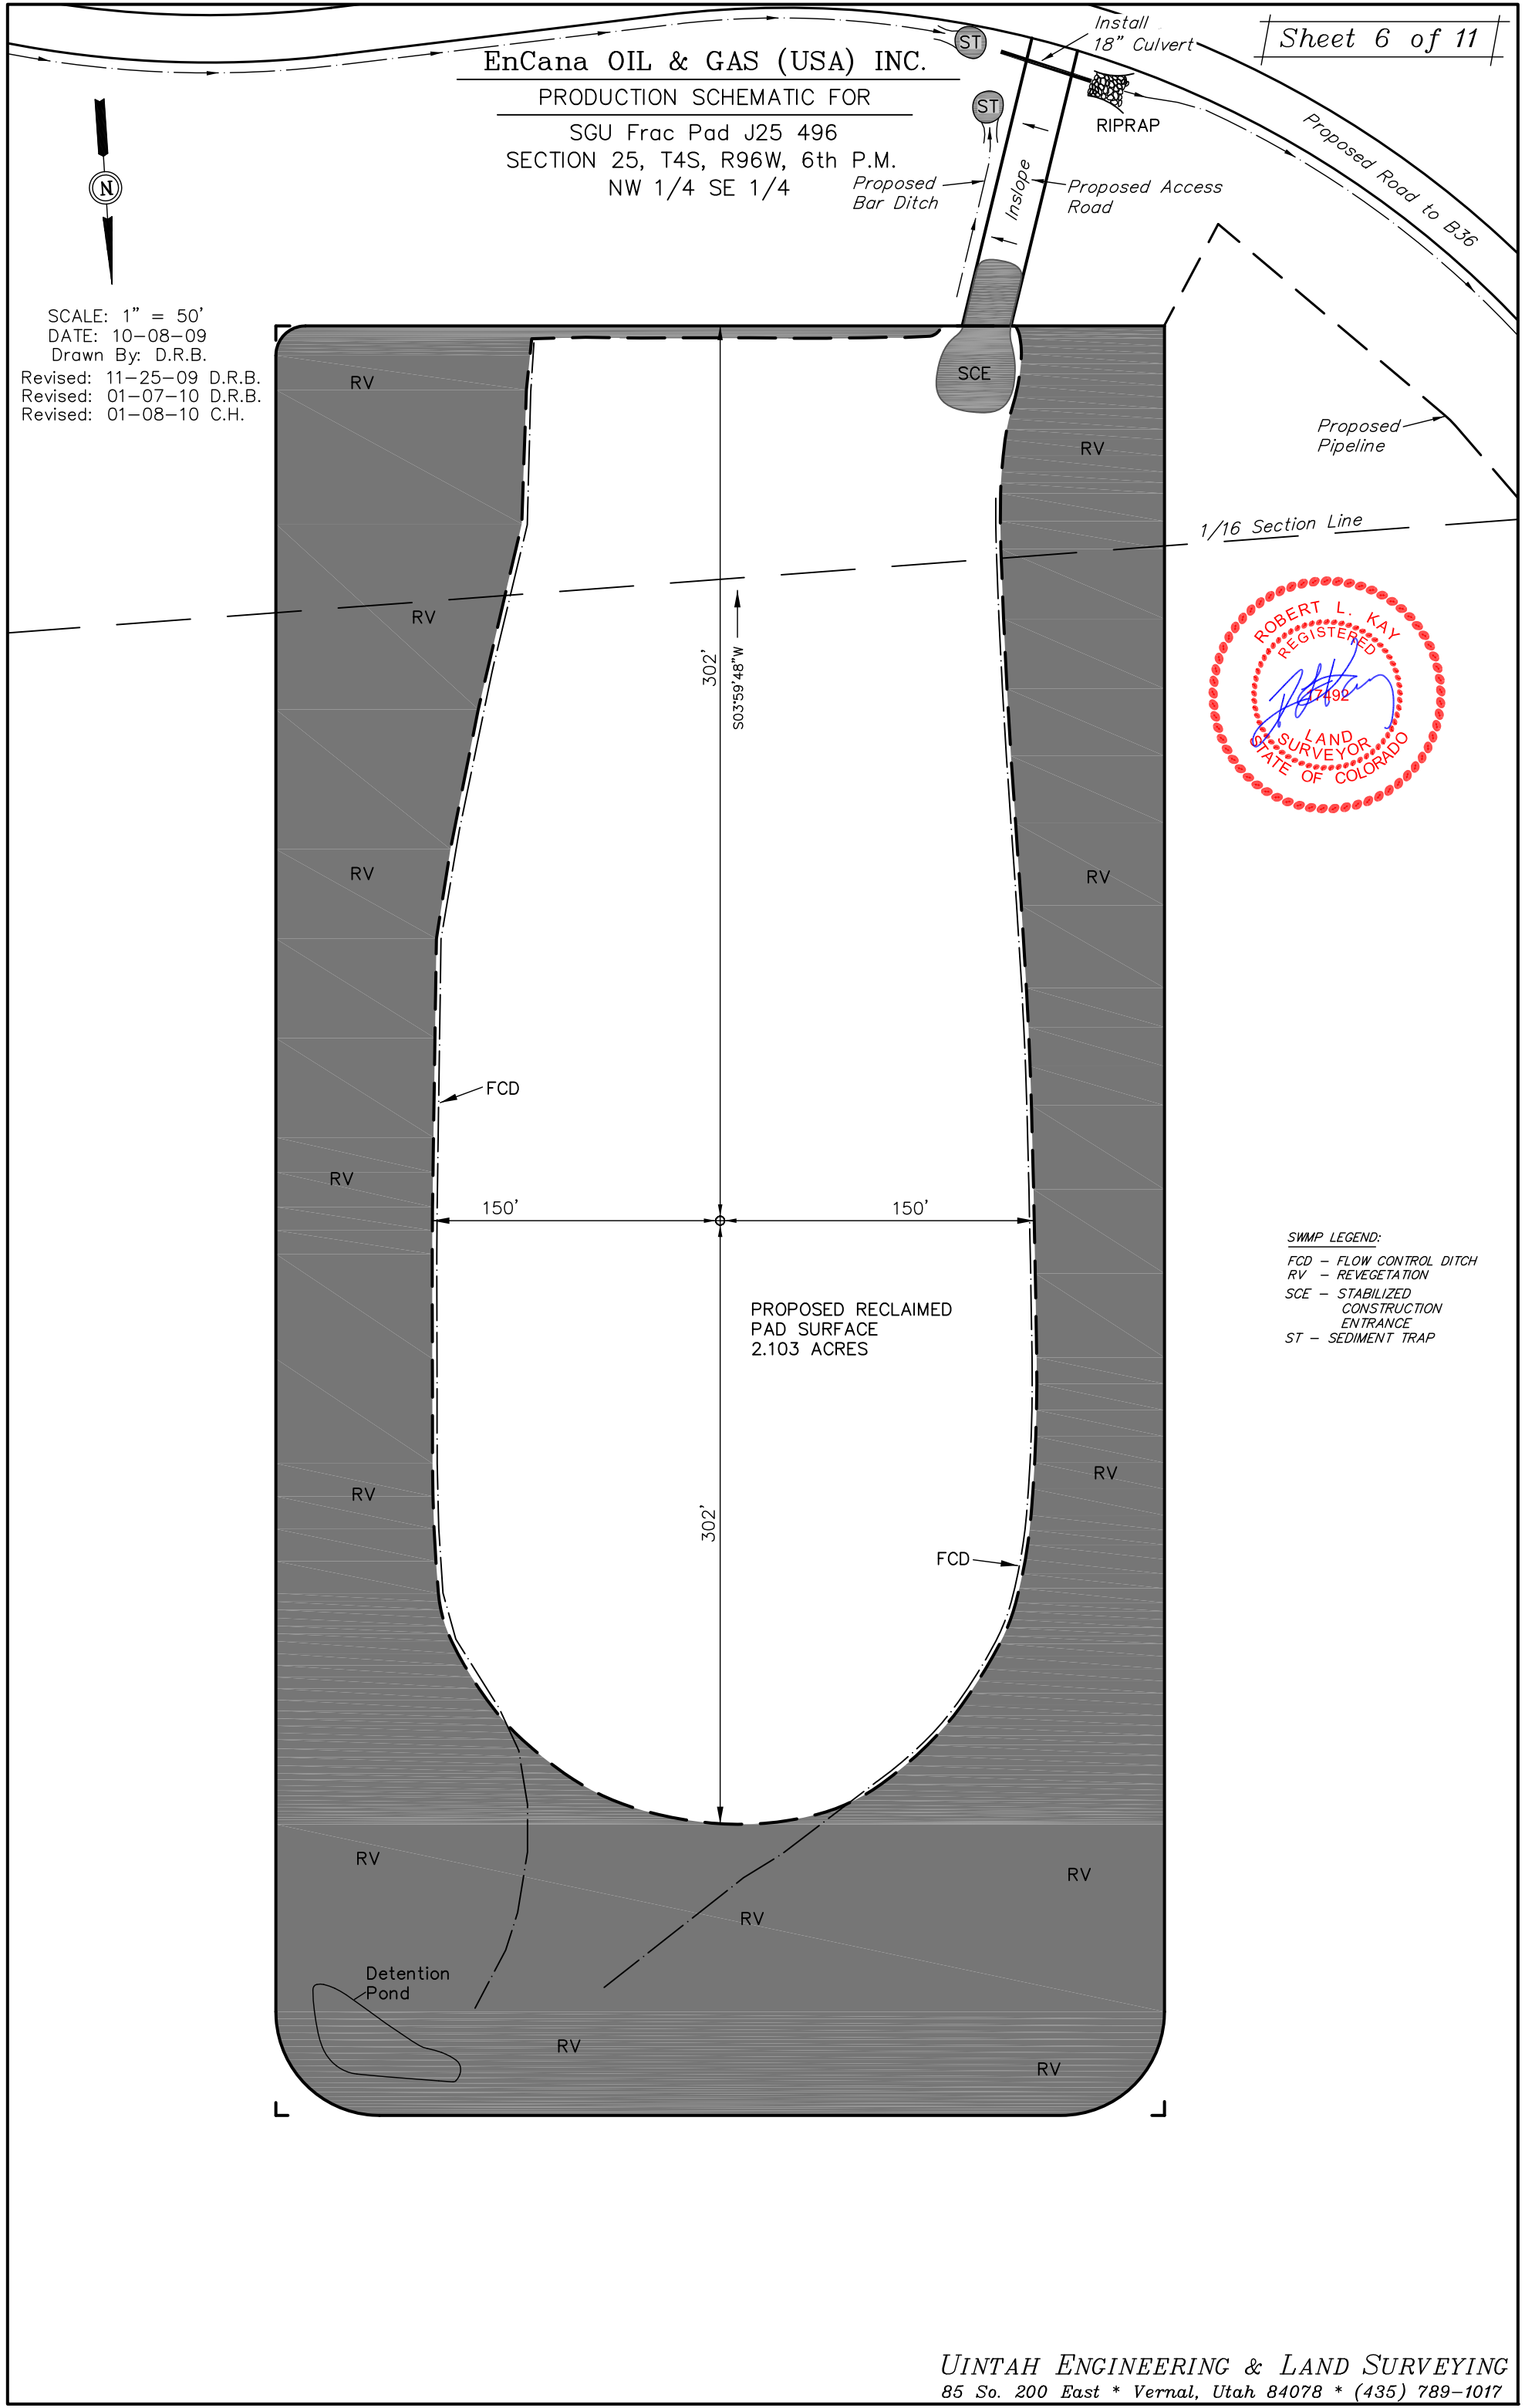 Sheet 6 of 11
EnCana OIL & GAS (USA) INC.
PRODUCTION SCHEMATIC FOR
SGU Frac Pad J25 496
SECTION 25, T4S, R96W, 6th P.M.
NW 1/4 SE 1/4
ST
ST
Install
18" Culvert
RIPRAP
Proposed Road to B36
Proposed
Bar Ditch
Inslope
Proposed Access
Road
N
SCALE: 1" = 50'
DATE: 10-08-09
Drawn By: D.R.B.
Revised: 11-25-09 D.R.B.
Revised: 01-07-10 D.R.B.
Revised: 01-08-10 C.H.
RV
SCE
RV
Proposed
Pipeline
1/16 Section Line
RV
302'
S03°59'48"W
ROBERT L. KAY
REGISTERED
17492
LAND
SURVEYOR
STATE OF COLORADO
RV
RV
FCD
RV
150'
150'
SWMP LEGEND:
FCD - FLOW CONTROL DITCH
RV - REVEGETATION
SCE - STABILIZED
CONSTRUCTION
ENTRANCE
ST - SEDIMENT TRAP
PROPOSED RECLAIMED
PAD SURFACE
2.103 ACRES
RV
RV
302'
FCD
RV
RV
RV
Detention
Pond
RV
RV
UINTAH ENGINEERING & LAND SURVEYING
85 So. 200 East * Vernal, Utah 84078 * (435) 789-1017